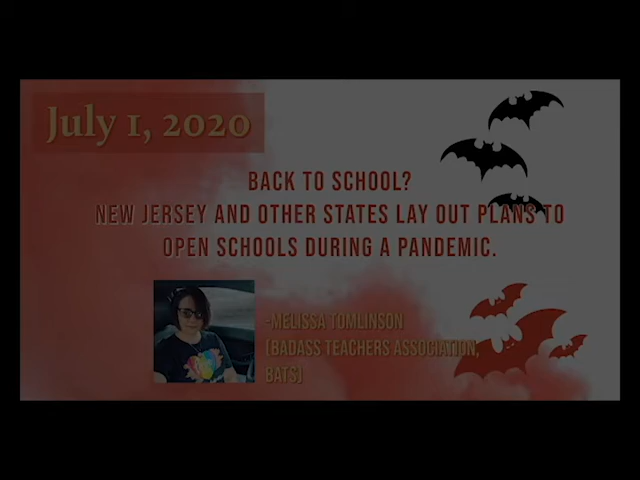 July 1, 2020
BACK TO SCHOOL?
NEW JERSEY AND OTHER STATES LAY OUT PLANS TO
OPEN SCHOOLS DURING A PANDEMIC.
-MELISSA TOMLINSON
(BADASS TEACHERS ASSOCIATION,
BATS)